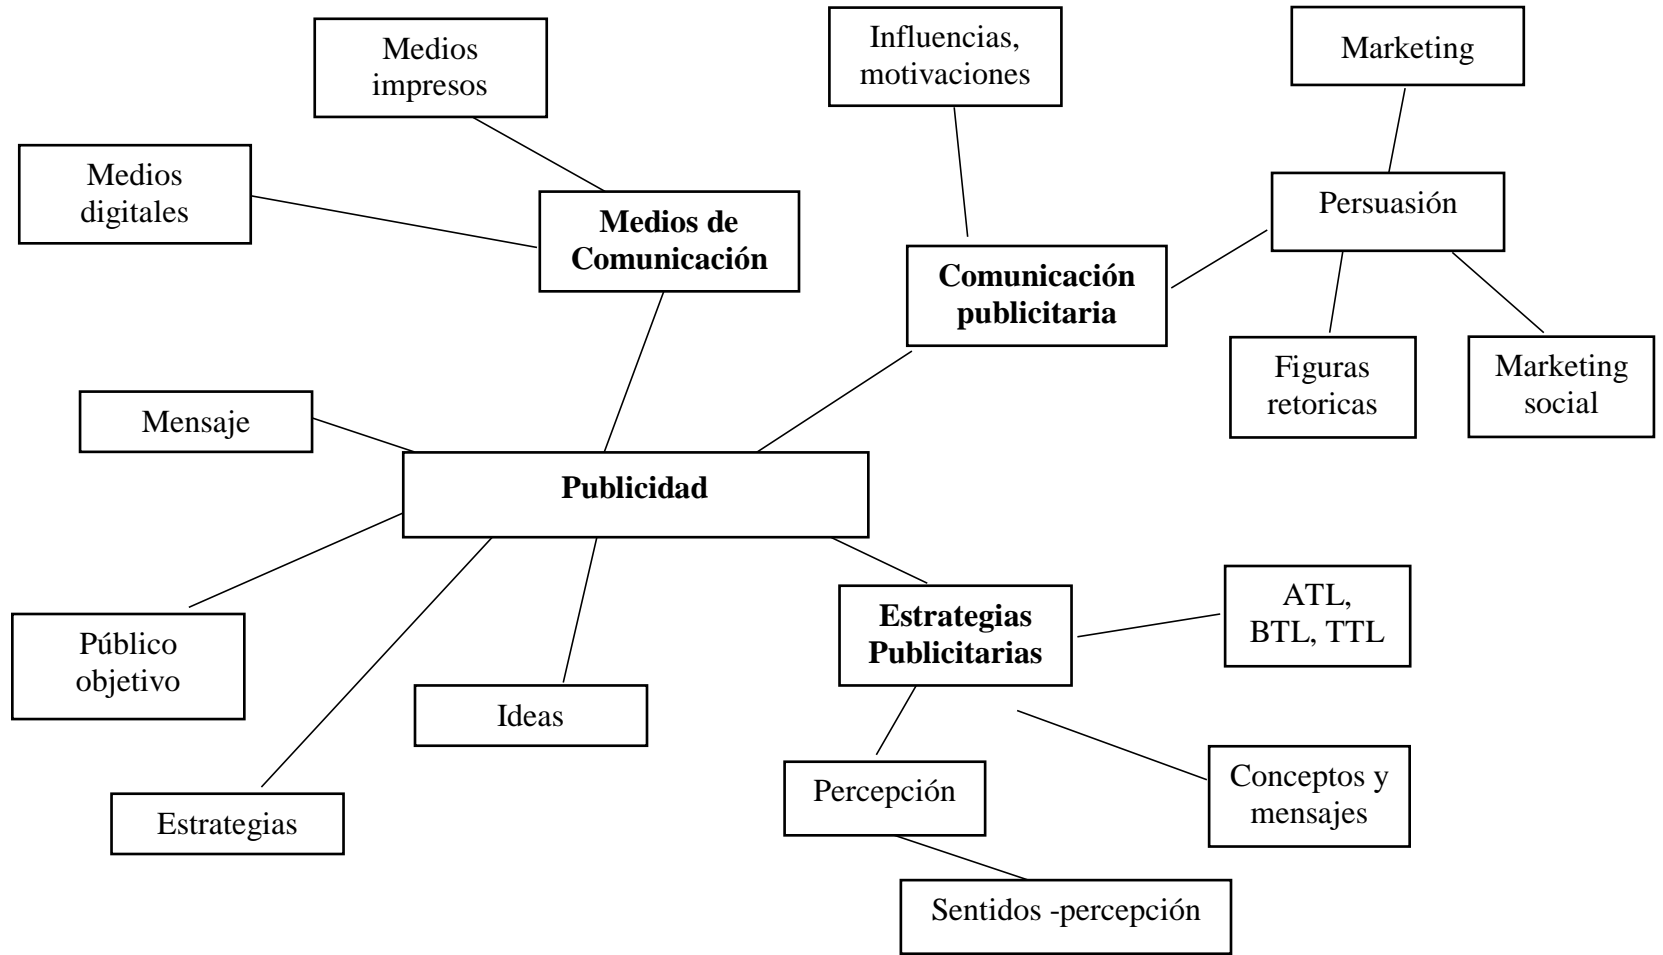 Medios
impresos
Influencias,
motivaciones
Marketing
Medios
digitales
Medios de
Comunicación
Persuasión
Comunicación
publicitaria
Figuras
retoricas
Marketing
social
Mensaje
Publicidad
ATL,
BTL, TTL
Estrategias
Publicitarias
Público
objetivo
Ideas
Percepción
Conceptos y
mensajes
Estrategias
Sentidos -percepción